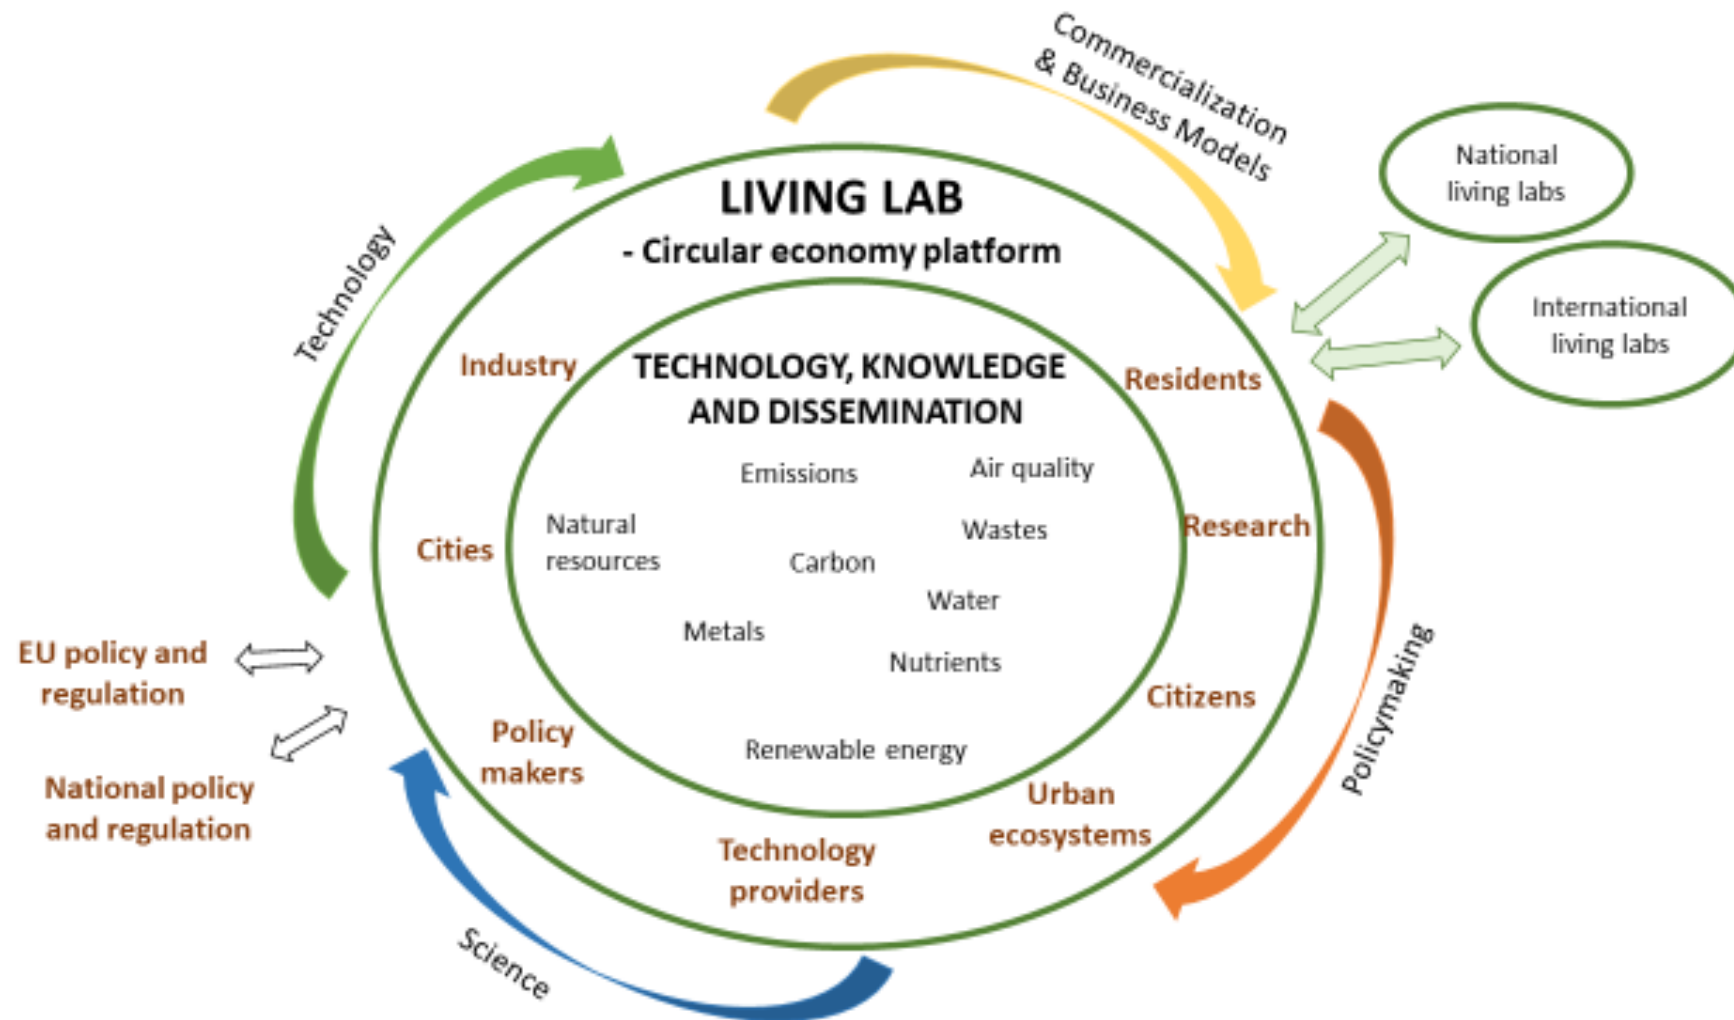 Commercialization
& Business Models
National
living labs
International
living labs
Technology
LIVING LAB
- Circular economy platform
Industry
Residents
TECHNOLOGY, KNOWLEDGE
AND DISSEMINATION
Emissions
Air quality
Natural
resources
Wastes
Research
Cities
Carbon
Water
Metals
Nutrients
EU policy and
regulation
Citizens
Policymaking
Policy
makers
Renewable energy
National policy
and regulation
Urban
ecosystems
Technology
providers
Science